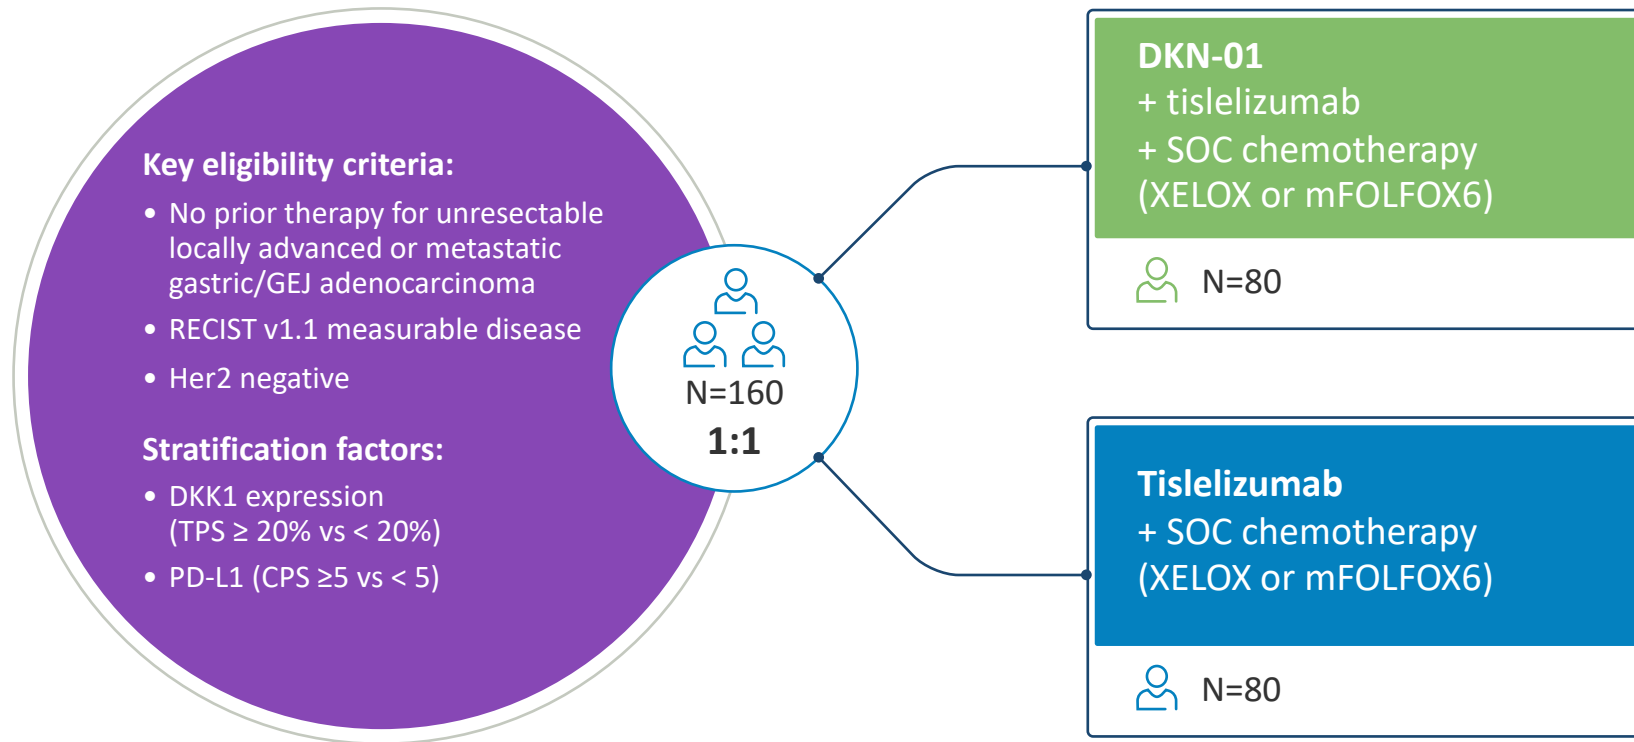 Key eligibility criteria:
• No prior therapy for unresectable
locally advanced or metastatic
gastric/GEJ adenocarcinoma
• RECIST v1.1 measurable disease
• Her2 negative
Stratification factors:
• DKK1 expression
(TPS ≥ 20% vs < 20%)
• PD-L1 (CPS ≥5 vs < 5)
N=160
1:1
DKN-01
+ tislelizumab
+ SOC chemotherapy
(XELOX or mFOLFOX6)
N=80
Tislelizumab
+ SOC chemotherapy
(XELOX or mFOLFOX6)
N=80